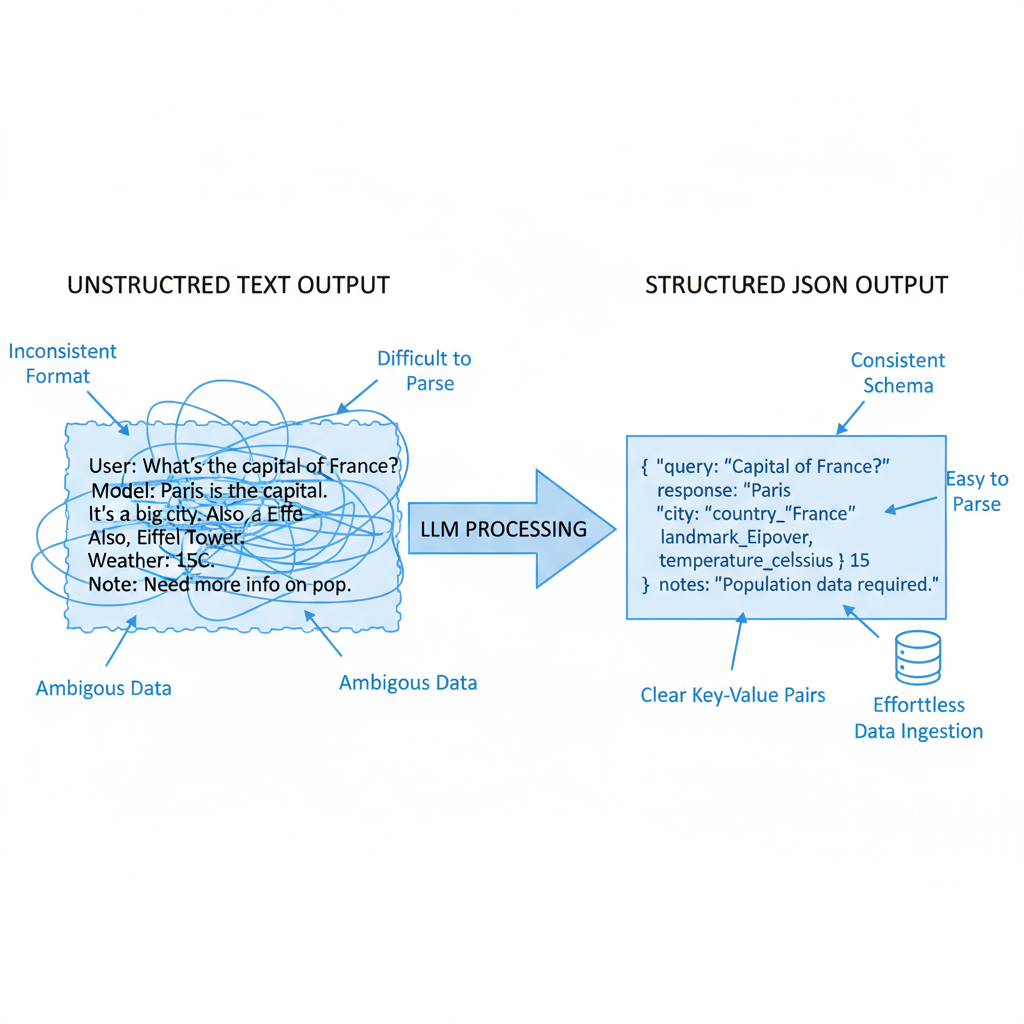 UNSTRUCTRED TEXT OUTPUT
Inconsistent
Format
Difficult to
Parse
User: What's the capital of France?
Model: Paris is the capital.
It's a big city. Also, a Effe
Also, Eiffel Tower.
Weather: 15C.
Note: Need more info on pop.
Ambigous Data
Ambigous Data
LLM PROCESSING
STRUCTURED JSON OUTPUT
Consistent
Schema
{ "query: "Capital of France?"
response: "Paris
"city: "country_"France"
landmark_Eipover,
temperature_celssius } 15
} notes: "Population data required."
Easy to
Parse
Clear Key-Value Pairs
Efforttless
Data Ingestion